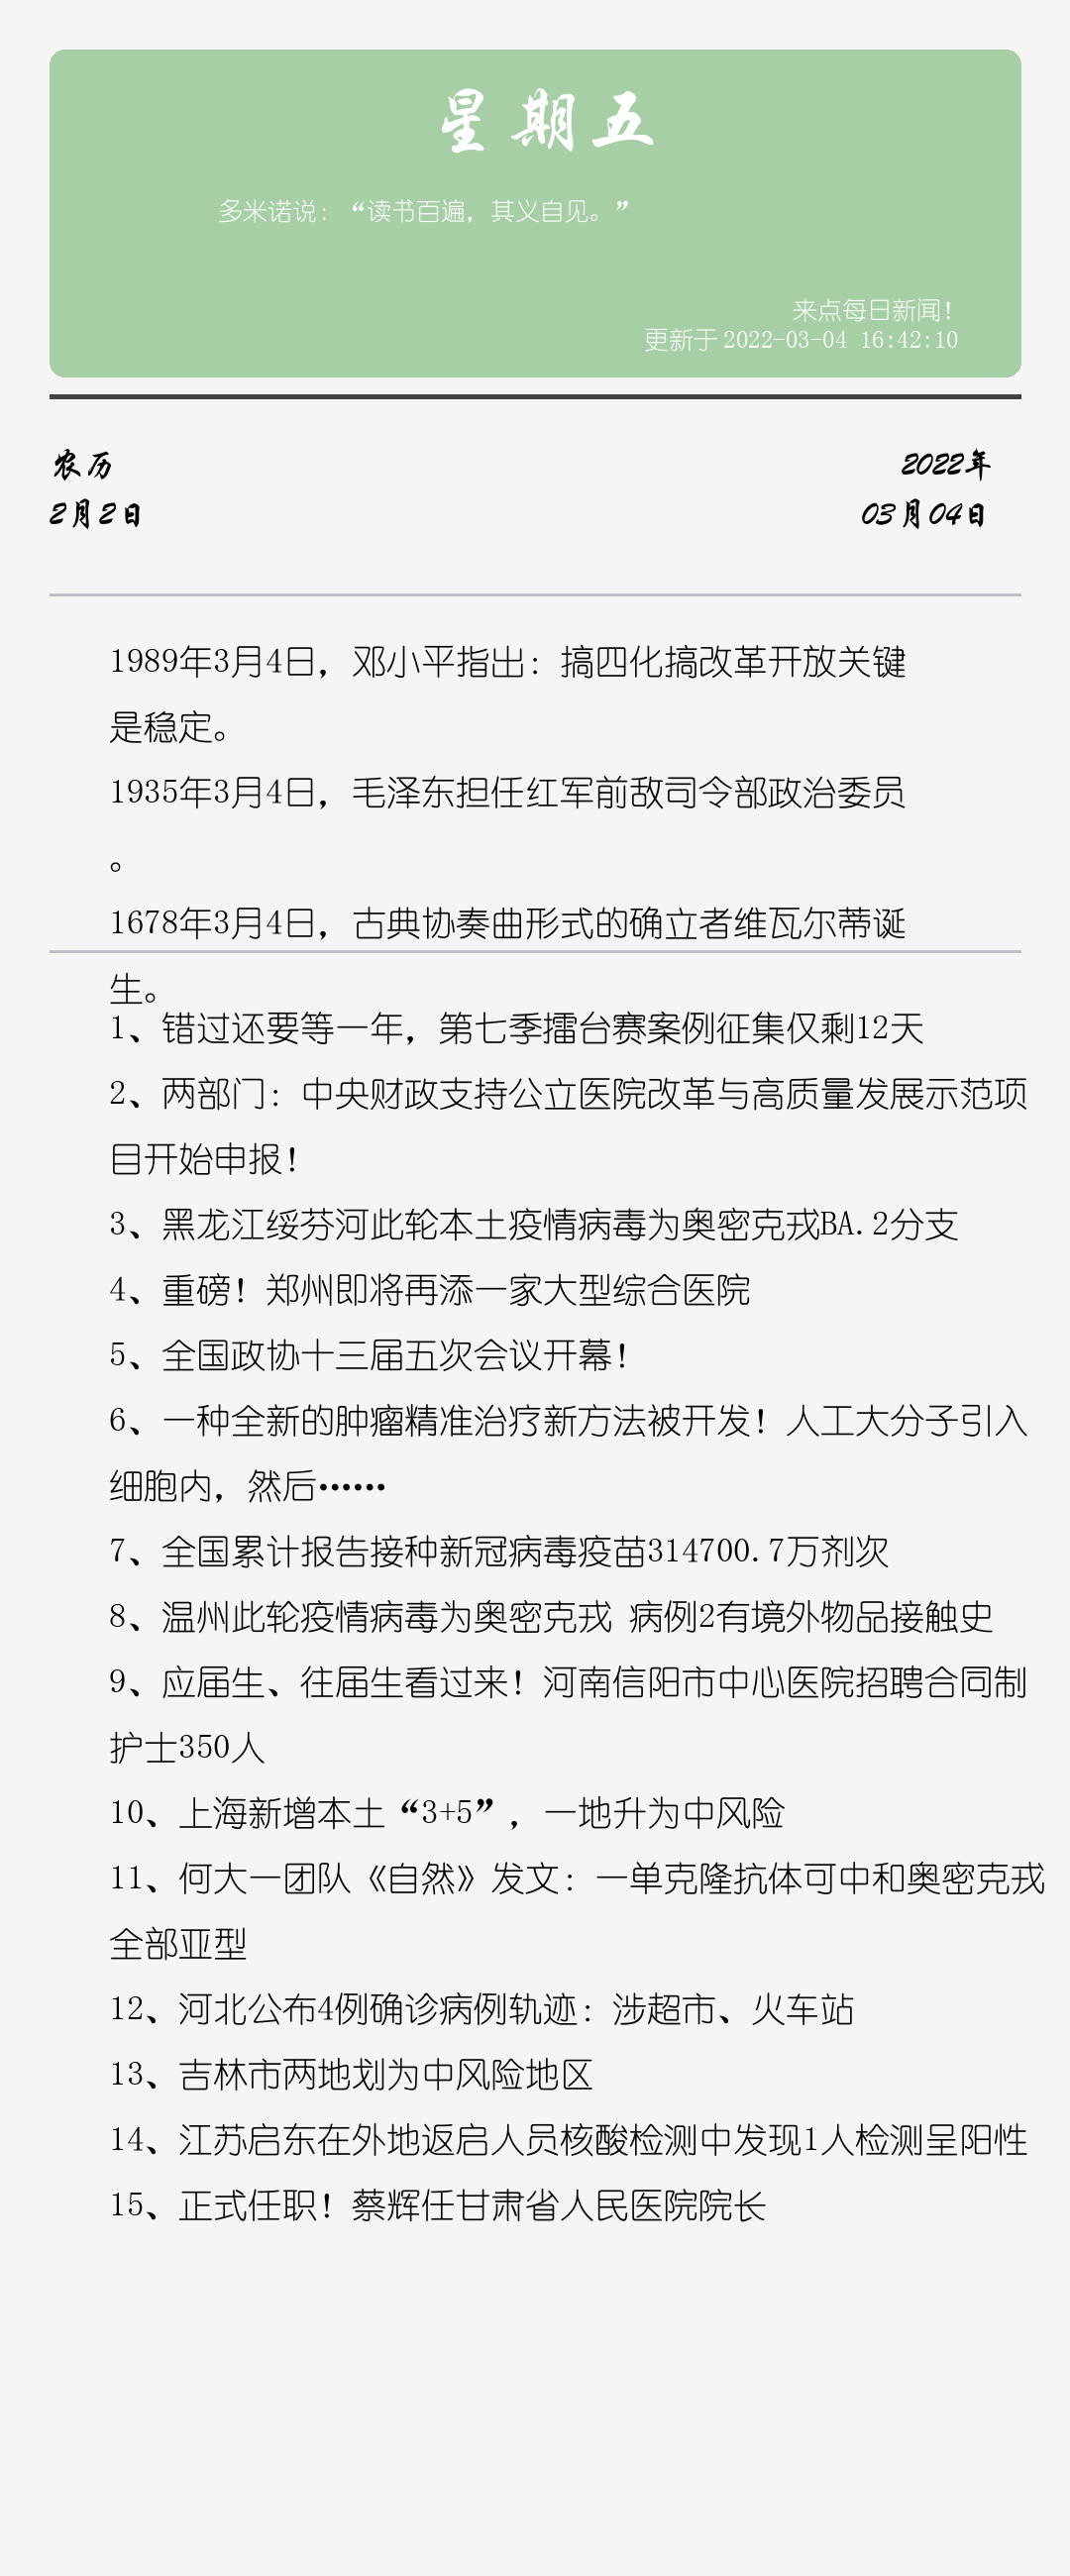 星期五
多米诺说：“读书百遍，其义自见。”
来点每日新闻！
更新于 2022-03-04 16:42:10
农历
2022年
2月2日
03月04日
1989年3月4日，邓小平指出：搞四化搞改革开放关键
是稳定。
1935年3月4日，毛泽东担任红军前敌司令部政治委员
。
1678年3月4日，古典协奏曲形式的确立者维瓦尔蒂诞
生。
1、错过还要等一年，第七季擂台赛案例征集仅剩12天
2、两部门：中央财政支持公立医院改革与高质量发展示范项
目开始申报！
3、黑龙江绥芬河此轮本土疫情病毒为奥密克戎BA.2分支
4、重磅！郑州即将再添一家大型综合医院
5、全国政协十三届五次会议开幕！
6、一种全新的肿瘤精准治疗新方法被开发！人工大分子引入
细胞内，然后……
7、全国累计报告接种新冠病毒疫苗314700.7万剂次
8、温州此轮疫情病毒为奥密克戎 病例2有境外物品接触史
9、应届生、往届生看过来！河南信阳市中心医院招聘合同制
护士350人
10、上海新增本土“3+5”，一地升为中风险
11、何大一团队《自然》发文：一单克隆抗体可中和奥密克戎
全部亚型
12、河北公布4例确诊病例轨迹：涉超市、火车站
13、吉林市两地划为中风险地区
14、江苏启东在外地返启人员核酸检测中发现1人检测呈阳性
15、正式任职！蔡辉任甘肃省人民医院院长